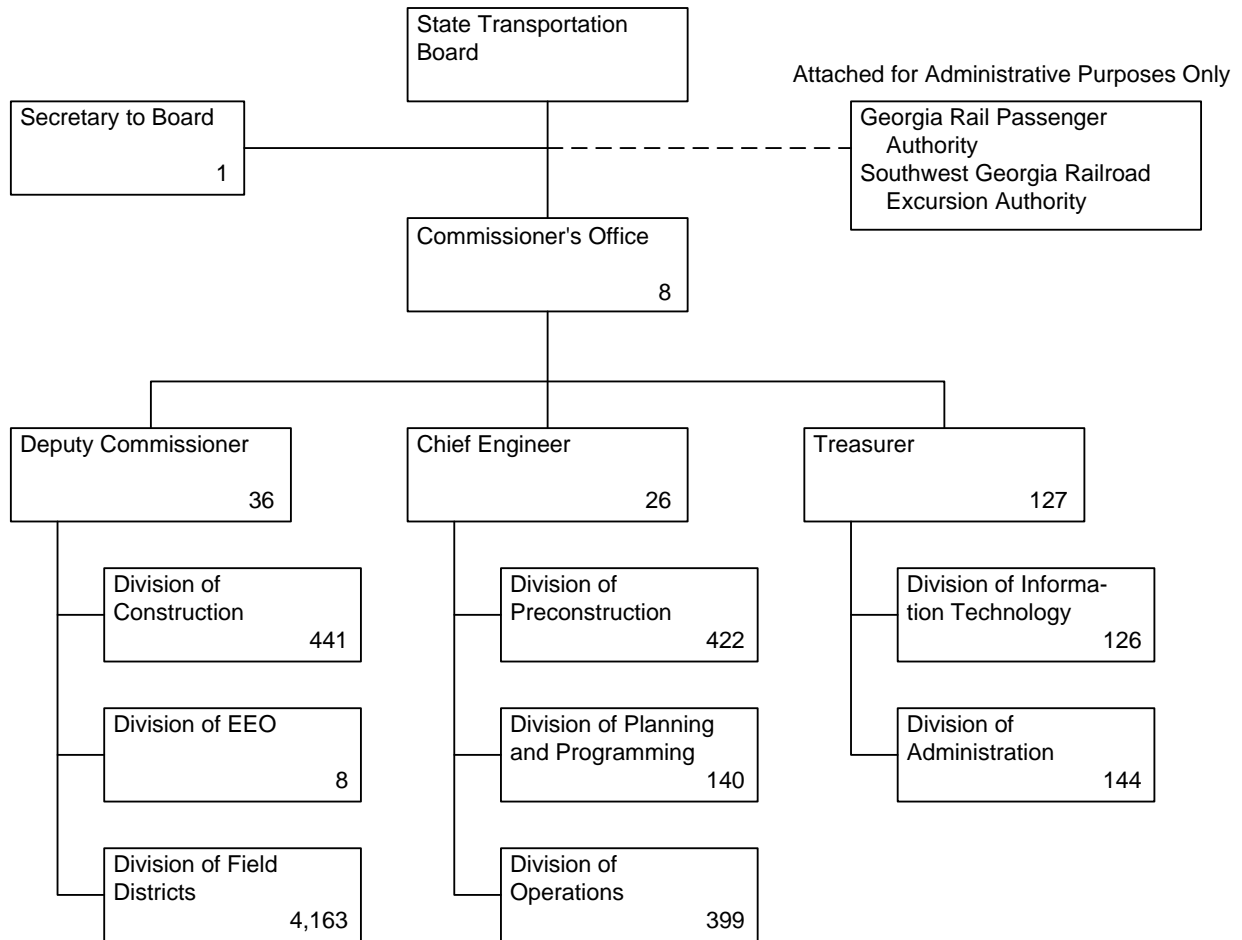 State Transportation
Board
Attached for Administrative Purposes Only
Secretary to Board
1
Georgia Rail Passenger
Authority
Southwest Georgia Railroad
Excursion Authority
Commissioner's Office
8
Deputy Commissioner
36
Chief Engineer
26
Treasurer
127
Division of
Construction
441
Division of
Preconstruction
422
Division of Informa-
tion Technology
126
Division of EEO
8
Division of Planning
and Programming
140
Division of
Administration
144
Division of Field
Districts
4,163
Division of
Operations
399